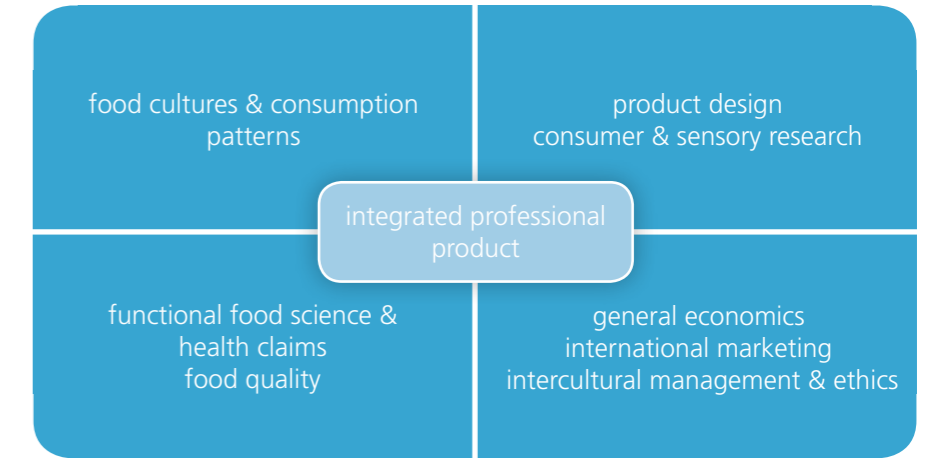 food cultures & consumption
patterns
product design
consumer & sensory research
integrated professional
product
functional food science &
health claims
food quality
general economics
international marketing
intercultural management & ethics